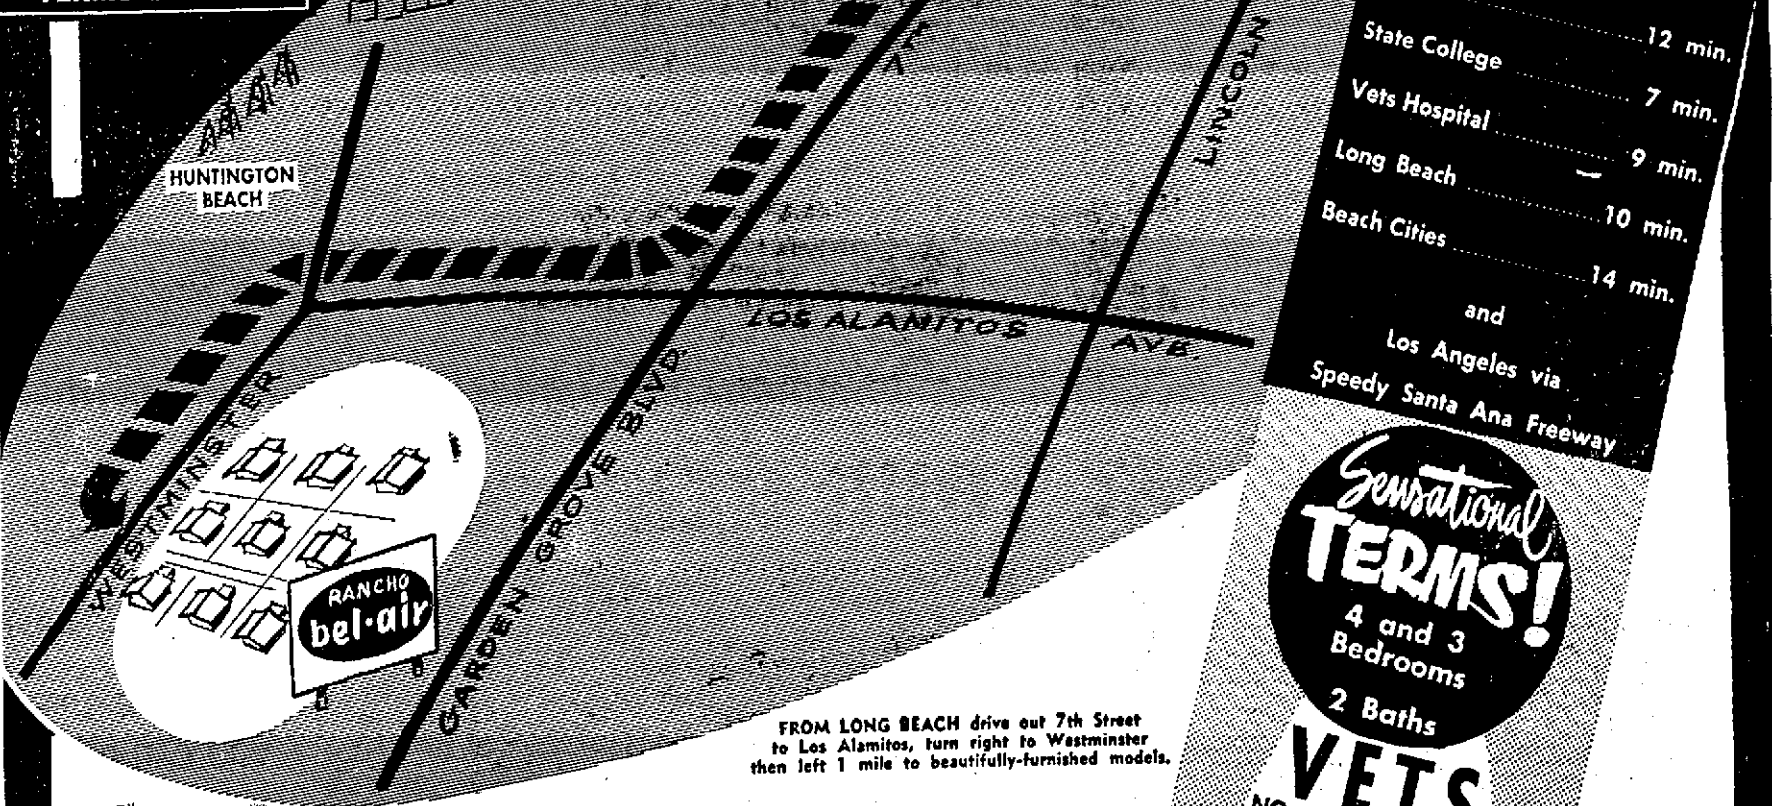 12 min.
State College 7 min.
Vets Hospital 9 min.
Long Beach 10 min.
Beach Cities 14 min.
and
Los Angeles via
Speedy Santa Ana Freeway
LINCOLN
HUNTINGTON
BEACH
LOS ALAMITOS AVE.
WESTMINSTER
GARDEN GROVE BLVD.
RANCHO
bel·air
Sensational
TERMS!
4 and 3
Bedrooms
2 Baths
VETS
NO
FROM LONG BEACH drive out 7th Street
to Los Alamitos, turn right to Westminster
then left 1 mile to beautifully-furnished models.